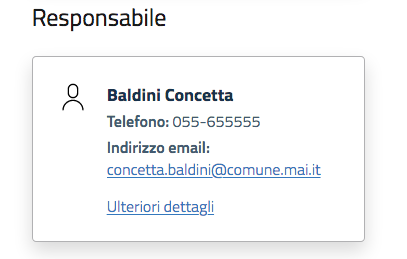 Responsabile
Baldini Concetta
Telefono: 055-655555
Indirizzo email:
concetta.baldini@comune.mai.it
Ulteriori dettagli